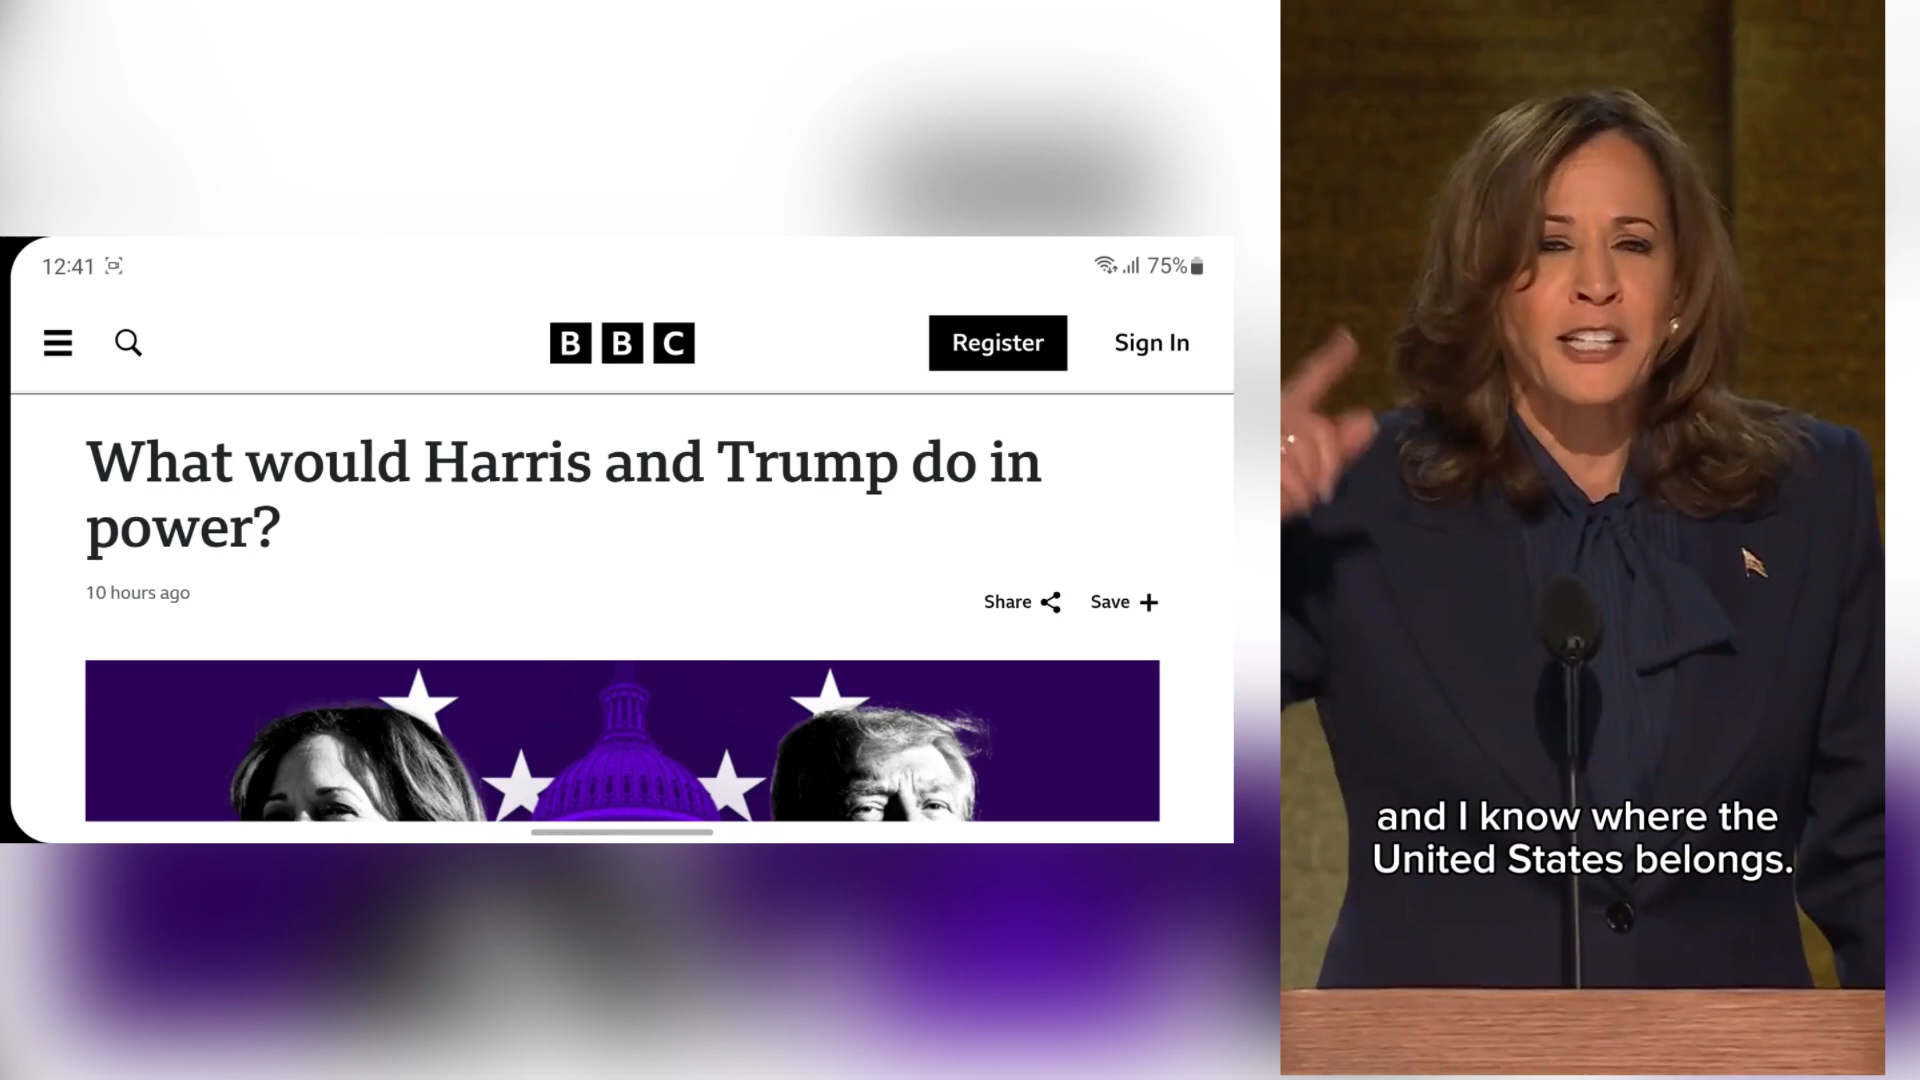 12:41
75%
BBC
Register
Sign In
What would Harris and Trump do in
power?
10 hours ago
Share
Save
and I know where the
United States belongs.